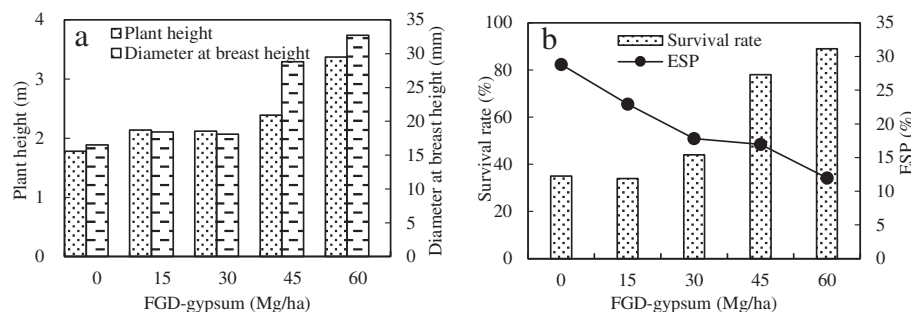 a
Plant height
Diameter at breast height
Plant height (m)
4
3
2
1
0
Diameter at breast height (mm)
35
30
25
20
15
10
5
0
0 15 30 45 60
FGD-gypsum (Mg/ha)
b
Survival rate
ESP
Survival rate (%)
100
80
60
40
20
0
ESP (%)
35
30
25
20
15
10
5
0
0 15 30 45 60
FGD-gypsum (Mg/ha)